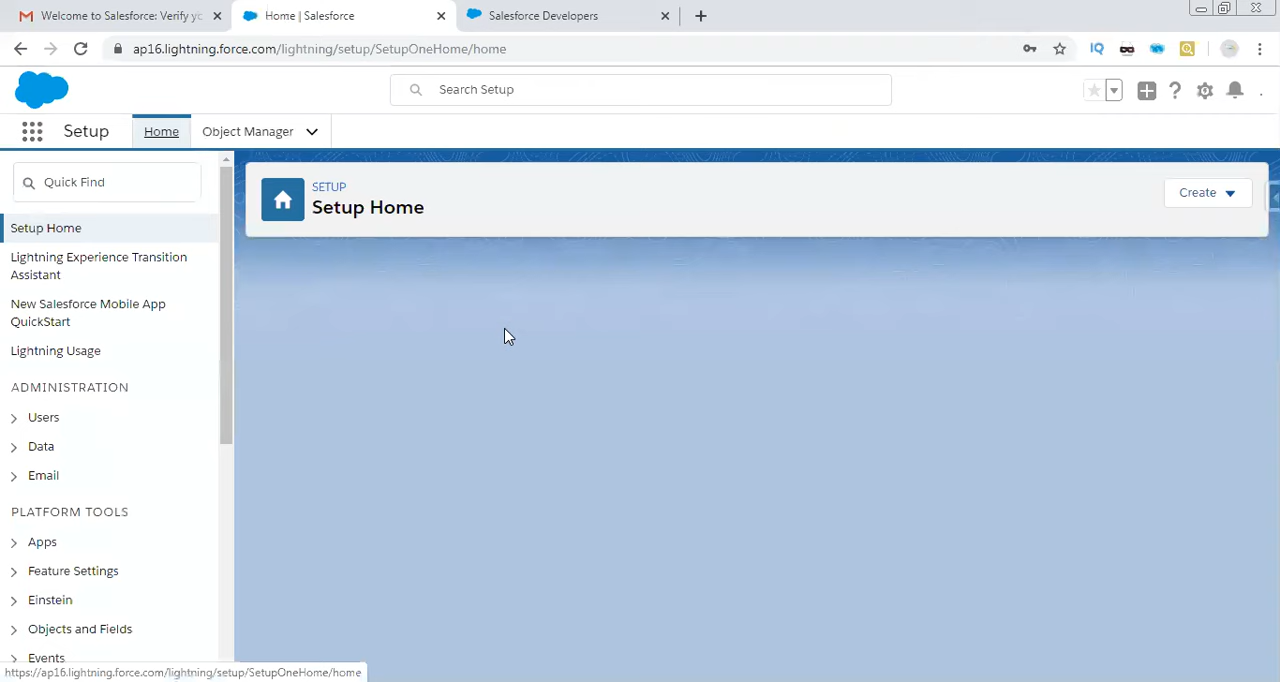 Welcome to Salesforce: Verify yo
Home | Salesforce
Salesforce Developers
ap16.lightning.force.com/lightning/setup/SetupOneHome/home
IQ
Search Setup
Setup
Home
Object Manager
Quick Find
SETUP
Setup Home
Create
Setup Home
Lightning Experience Transition
Assistant
New Salesforce Mobile App
QuickStart
Lightning Usage
ADMINISTRATION
Users
Data
Email
PLATFORM TOOLS
Apps
Feature Settings
Einstein
Objects and Fields
Events
https://ap16.lightning.force.com/lightning/setup/SetupOneHome/home